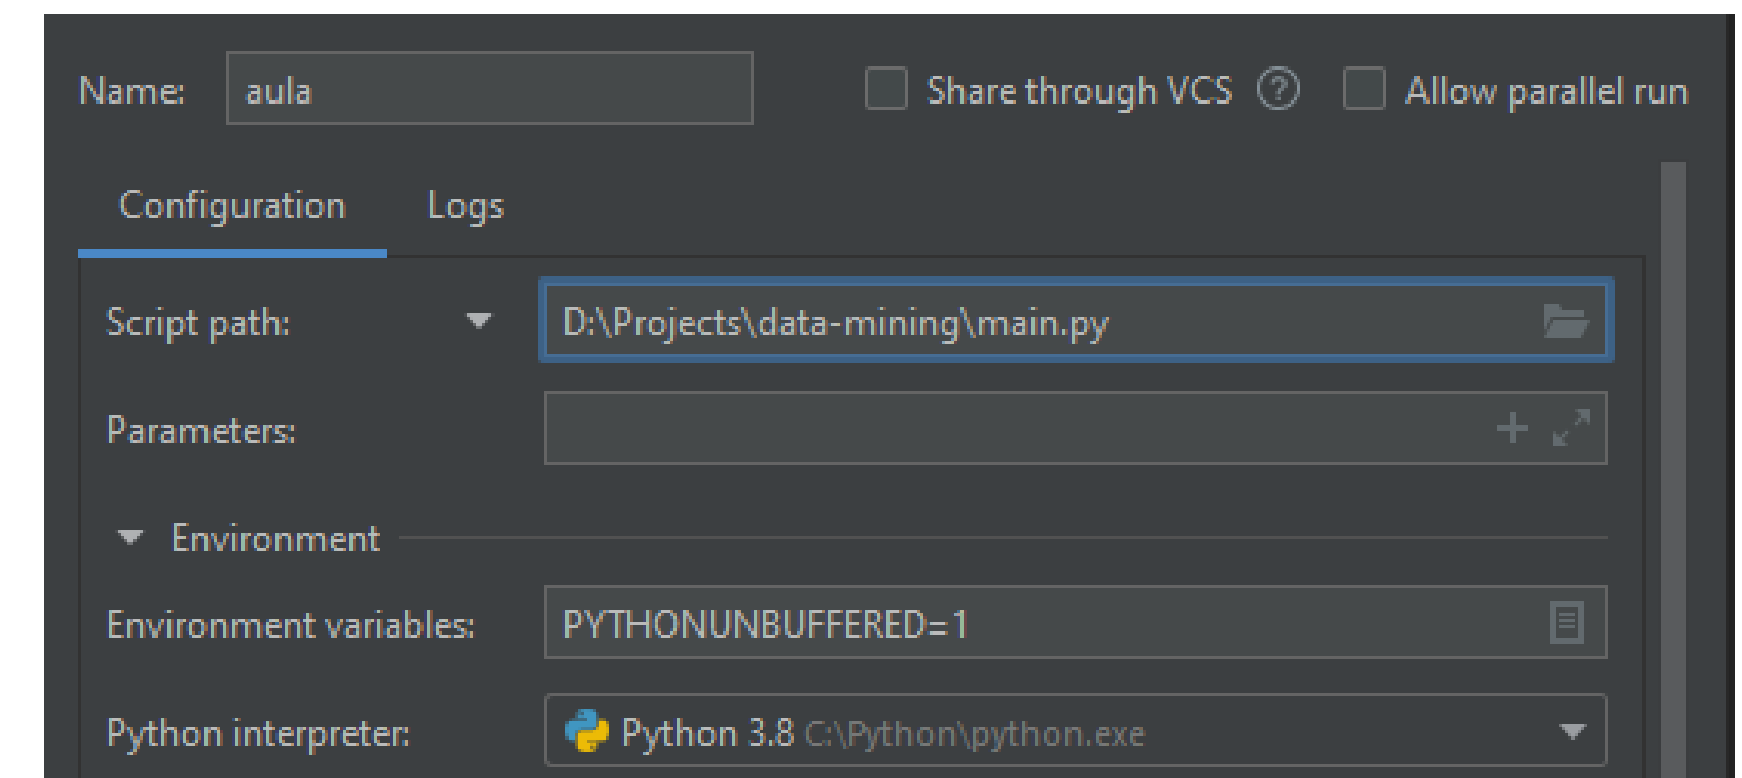 Name: aula Share through VCS ? Allow parallel run
Configuration Logs
Script path: D:\Projects\data-mining\main.py
Parameters:
Environment
Environment variables: PYTHONUNBUFFERED=1
Python interpreter: Python 3.8 C:\Python\python.exe